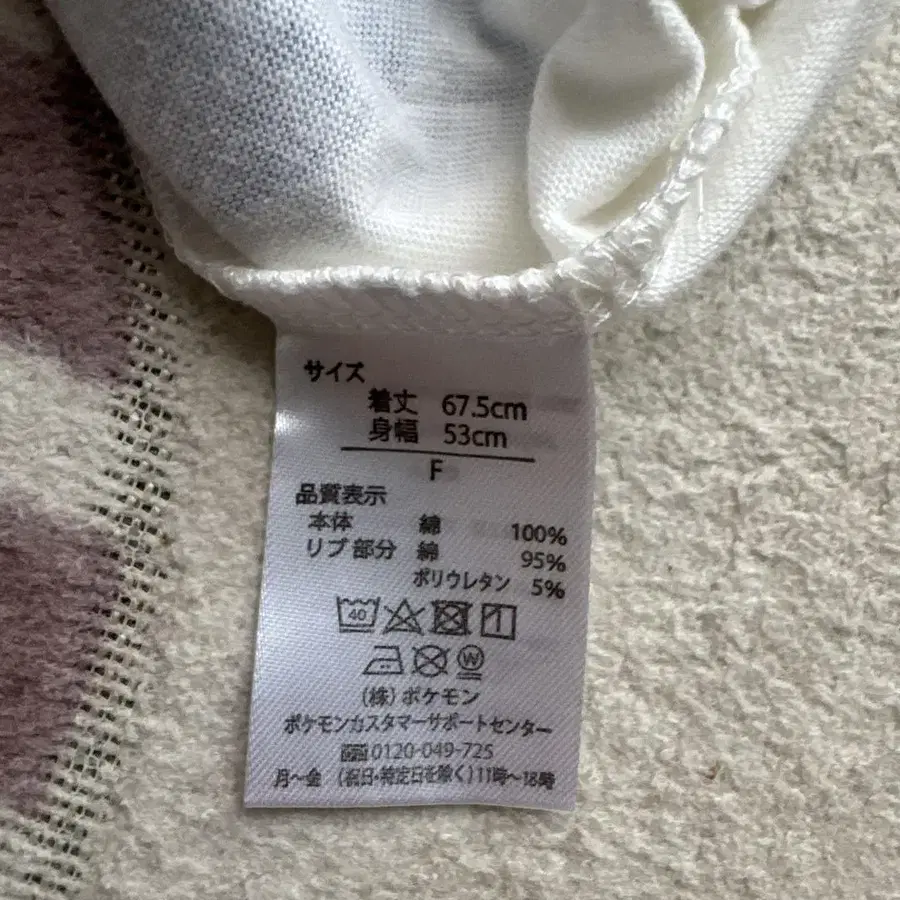 サイズ
着丈 67.5cm
身幅 53cm
F
品質表示
本体 綿 100%
リブ部分 綿 95%
ポリウレタン 5%
40
W
(株)ポケモン
ポケモンカスタマーサポートセンター
0120-049-725
月〜金 (祝日・特定日を除く)11時〜18時